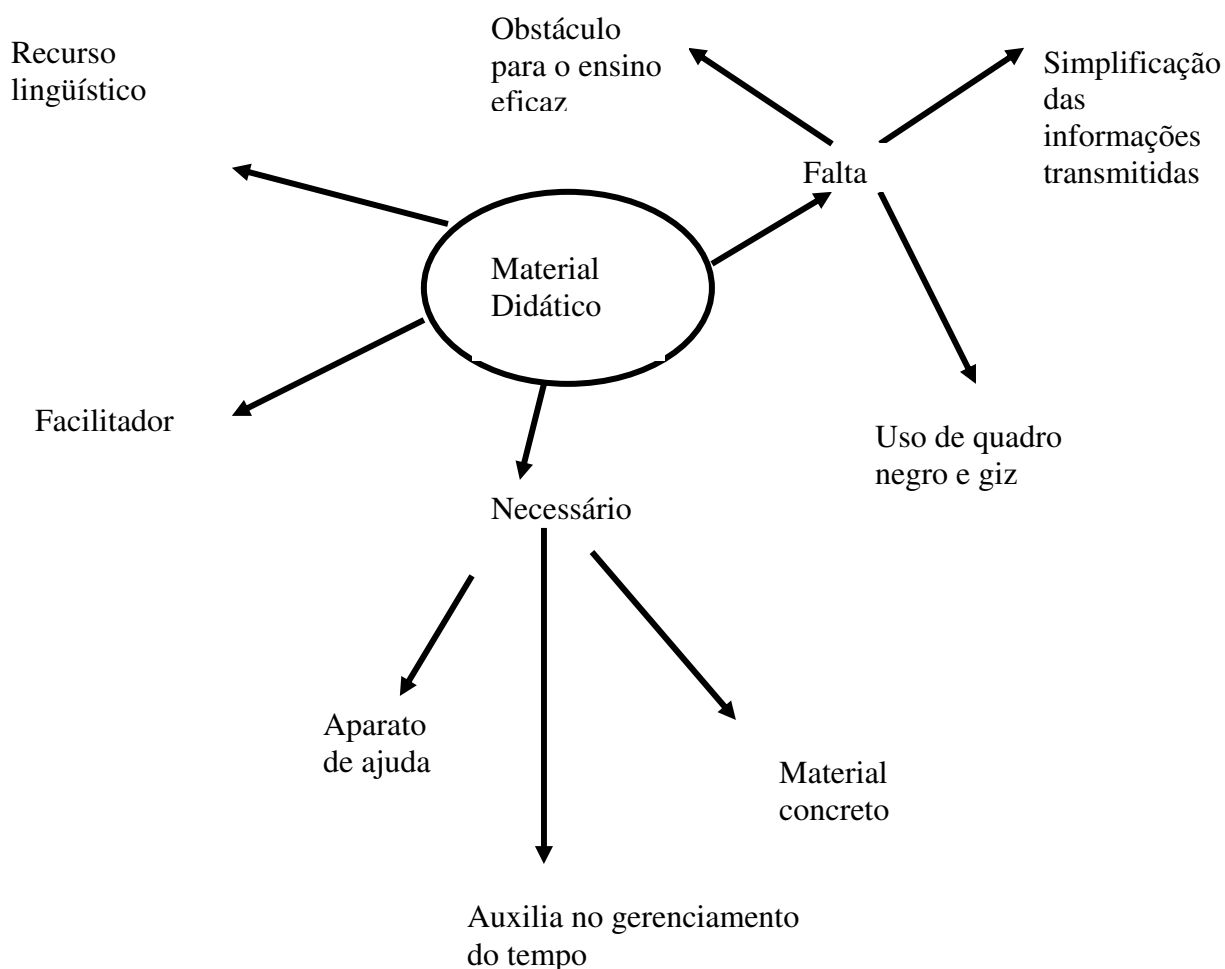 Recurso
lingüístico
Obstáculo
para o ensino
eficaz
Simplificação
das
informações
transmitidas
Falta
Material
Didático
Facilitador
Uso de quadro
negro e giz
Necessário
Aparato
de ajuda
Material
concreto
Auxilia no gerenciamento
do tempo